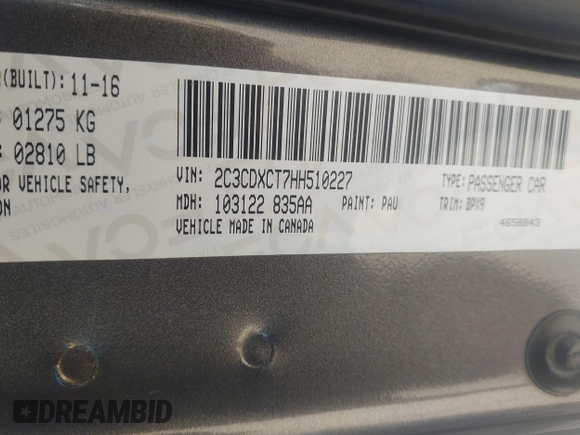 (BUILT): 11-16
01275 KG
02810 LB
OR VEHICLE SAFETY,
ON
VIN: 2C3CDXCT7HH510227
TYPE: PASSENGER CAR
MDH: 103122 835AA
PAINT: PAU
TRIM: BPX9
VEHICLE MADE IN CANADA
4658843
DREAMBID